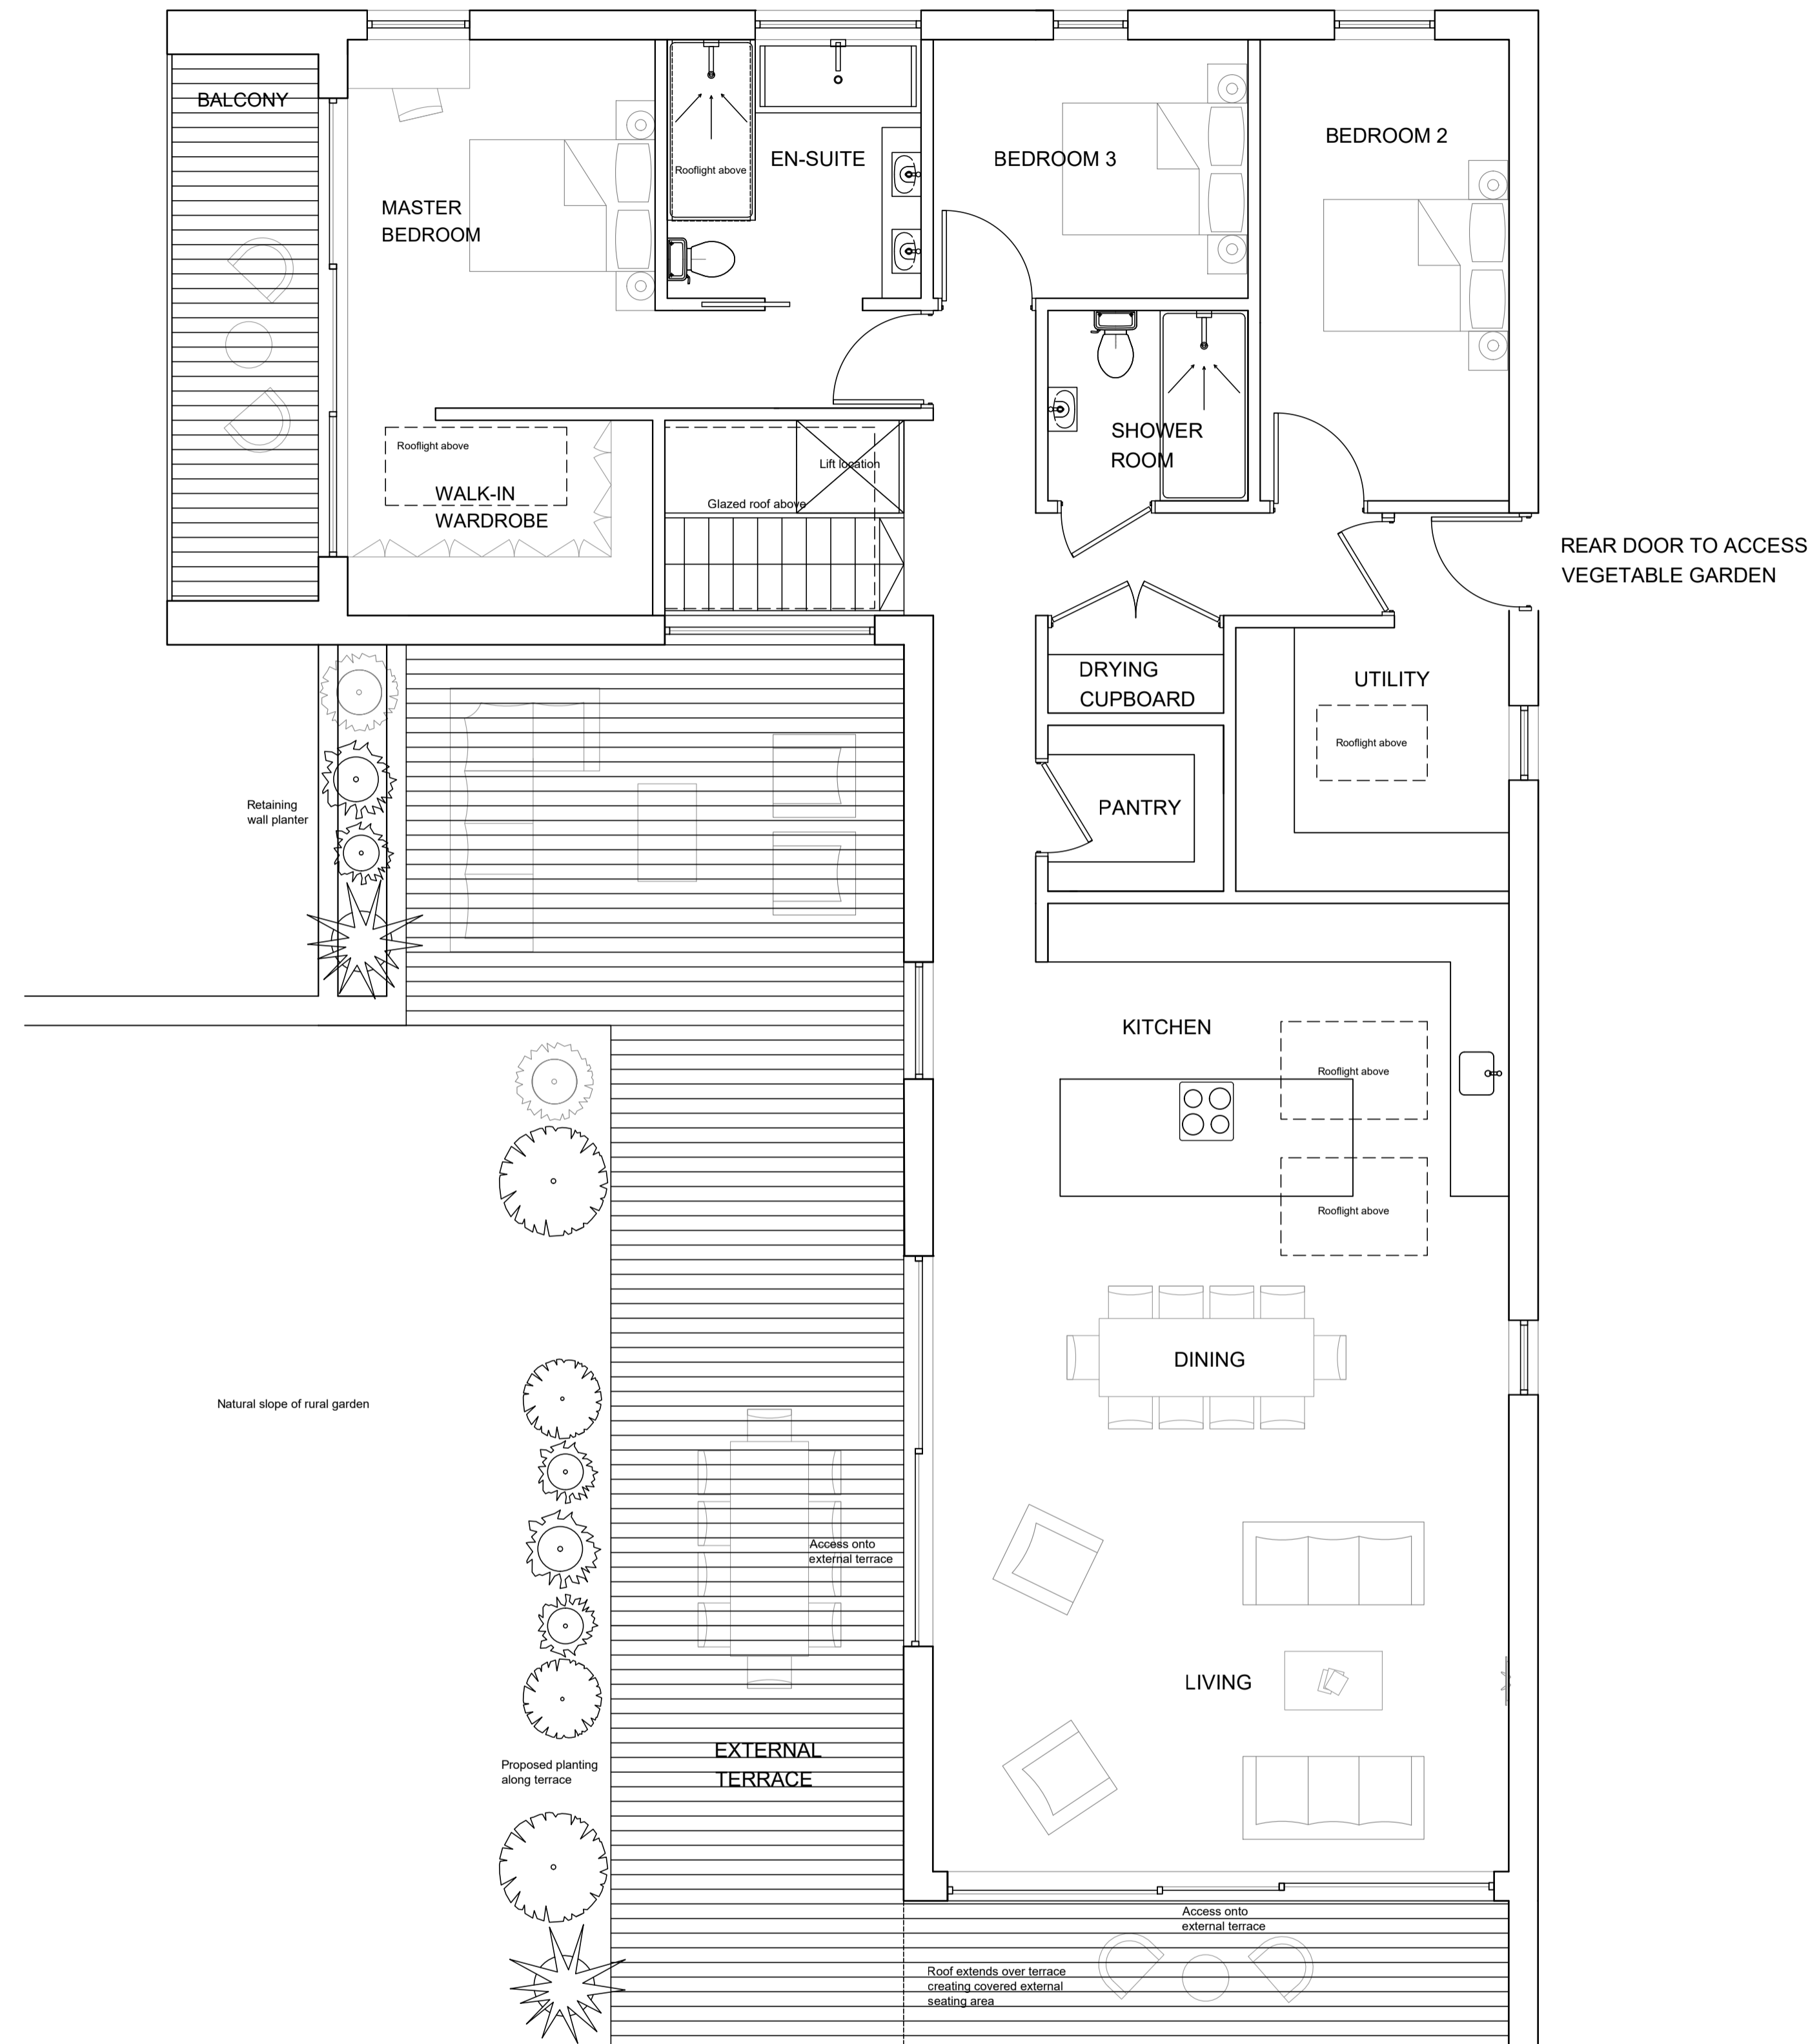 BALCONY
MASTER
BEDROOM
Rooflight above
EN-SUITE
BEDROOM 3
BEDROOM 2
Rooflight above
WALK-IN
WARDROBE
Lift location
Glazed roof above
SHOWER
ROOM
REAR DOOR TO ACCESS
VEGETABLE GARDEN
DRYING
CUPBOARD
UTILITY
Rooflight above
PANTRY
Retaining
wall planter
KITCHEN
Rooflight above
Rooflight above
DINING
Natural slope of rural garden
Access onto
external terrace
LIVING
EXTERNAL
TERRACE
Proposed planting
along terrace
Access onto
external terrace
Roof extends over terrace
creating covered external
seating area